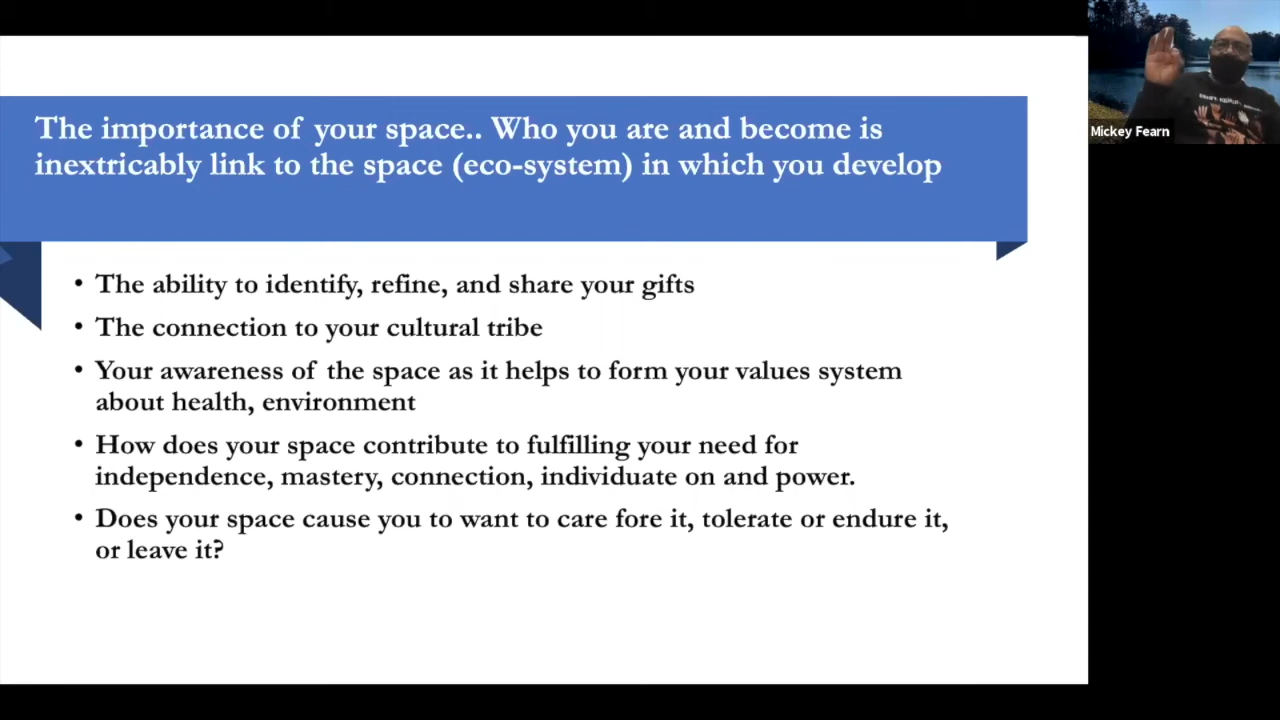 The importance of your space.. Who you are and become is
inextricably link to the space (eco-system) in which you develop
• The ability to identify, refine, and share your gifts
• The connection to your cultural tribe
• Your awareness of the space as it helps to form your values system
about health, environment
• How does your space contribute to fulfilling your need for
independence, mastery, connection, individuate on and power.
• Does your space cause you to want to care fore it, tolerate or endure it,
or leave it?
Mickey Fearn